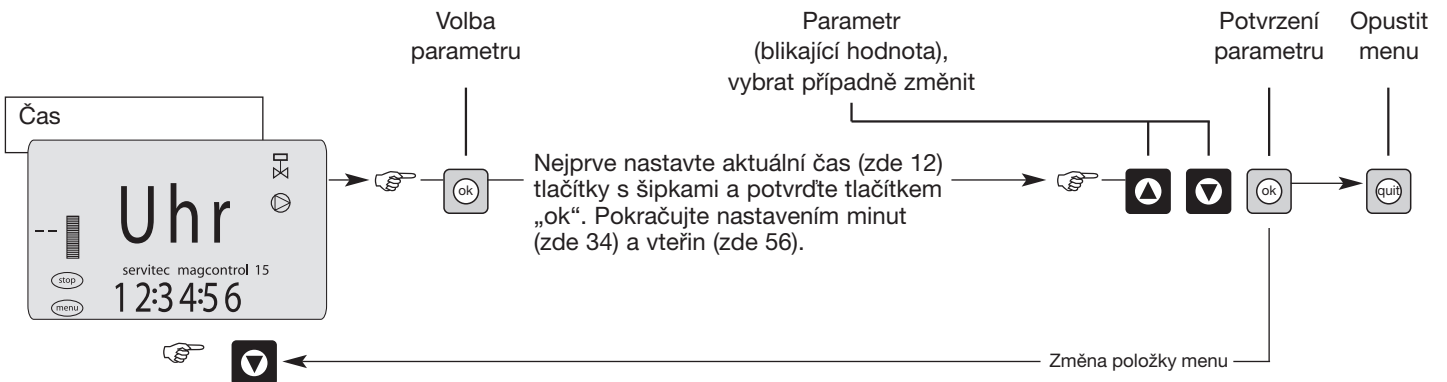 Volba
parametru
Parametr
(blikající hodnota),
vybrat případně změnit
Potvrzení
parametru
Opustit
menu
Čas
Uhr
servitec magcontrol 15
12:34:56
stop
menu
ok
Nejprve nastavte aktuální čas (zde 12)
tlačítky s šipkami a potvrďte tlačítkem
„ok“. Pokračujte nastavením minut
(zde 34) a vteřin (zde 56).
ok
quit
Změna položky menu